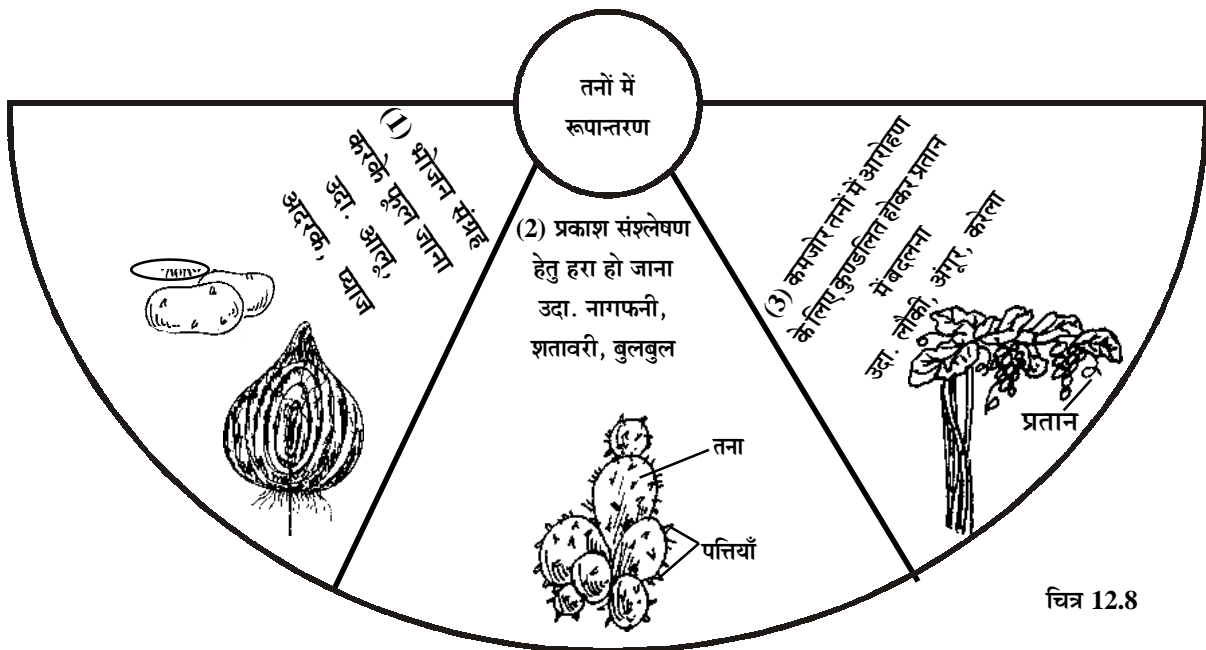 तनों में
रूपान्तरण
(1) भोजन संग्रह
करके फूल जाना
उदा. आलू,
अदरक, प्याज
(2) प्रकाश संश्लेषण
हेतु हरा हो जाना
उदा. नागफनी,
शतावरी, बुलबुल
तना
पत्तियाँ
(3) कमजोर तनों में आरोहण
के लिए कुण्डलित होकर प्रतान
में बदलना
उदा. लौकी, अंगूर, करेला
प्रतान
चित्र 12.8